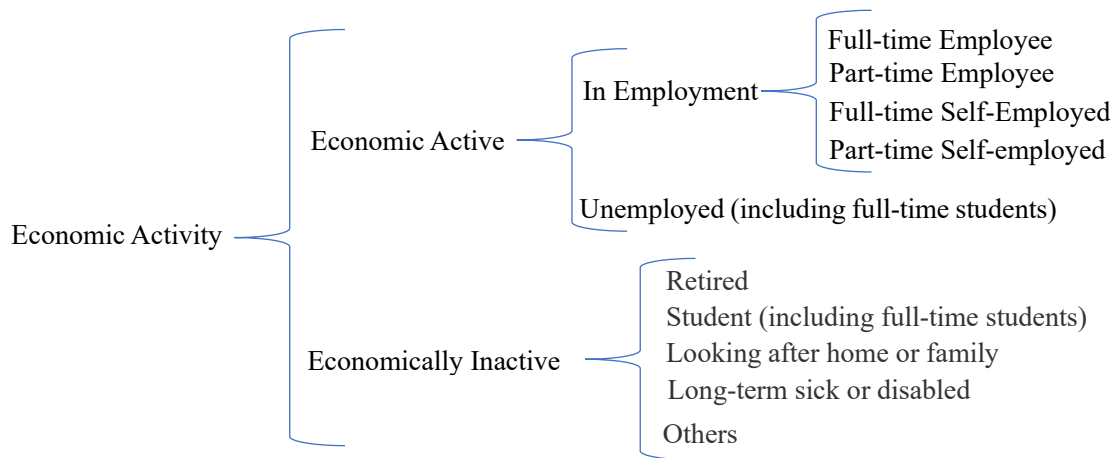 Full-time Employee
Part-time Employee
In Employment
Full-time Self-Employed
Economic Active
Part-time Self-employed
Unemployed (including full-time students)
Economic Activity
Retired
Student (including full-time students)
Looking after home or family
Economically Inactive
Long-term sick or disabled
Others